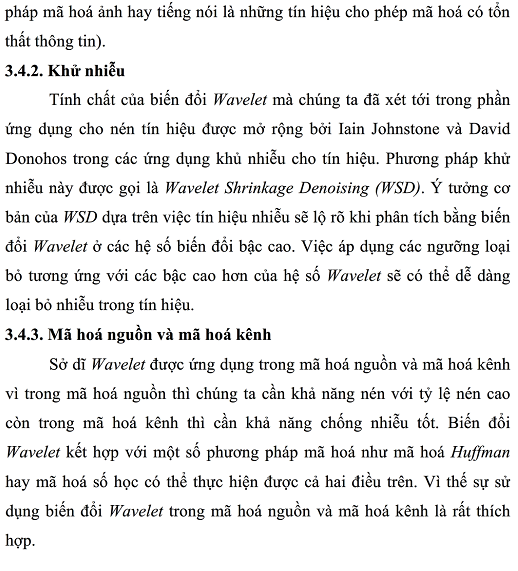 pháp mã hoá ảnh hay tiếng nói là những tín hiệu cho phép mã hoá có tổn
thất thông tin).
3.4.2. Khử nhiễu
Tính chất của biến đổi Wavelet mà chúng ta đã xét tới trong phần
ứng dụng cho nén tín hiệu được mở rộng bởi Iain Johnstone và David
Donohos trong các ứng dụng khủ nhiễu cho tín hiệu. Phương pháp khử
nhiễu này được gọi là Wavelet Shrinkage Denoising (WSD). Ý tưởng cơ
bản của WSD dựa trên việc tín hiệu nhiễu sẽ lộ rõ khi phân tích bằng biến
đổi Wavelet ở các hệ số biến đổi bậc cao. Việc áp dụng các ngưỡng loại
bỏ tương ứng với các bậc cao hơn của hệ số Wavelet sẽ có thể dễ dàng
loại bỏ nhiễu trong tín hiệu.
3.4.3. Mã hoá nguồn và mã hoá kênh
Sở dĩ Wavelet được ứng dụng trong mã hoá nguồn và mã hoá kênh
vì trong mã hoá nguồn thì chúng ta cần khả năng nén với tỷ lệ nén cao
còn trong mã hoá kênh thì cần khả năng chống nhiễu tốt. Biến đổi
Wavelet kết hợp với một số phương pháp mã hoá như mã hoá Huffman
hay mã hoá số học có thể thực hiện được cả hai điều trên. Vì thế sự sử
dụng biến đổi Wavelet trong mã hoá nguồn và mã hoá kênh là rất thích
hợp.